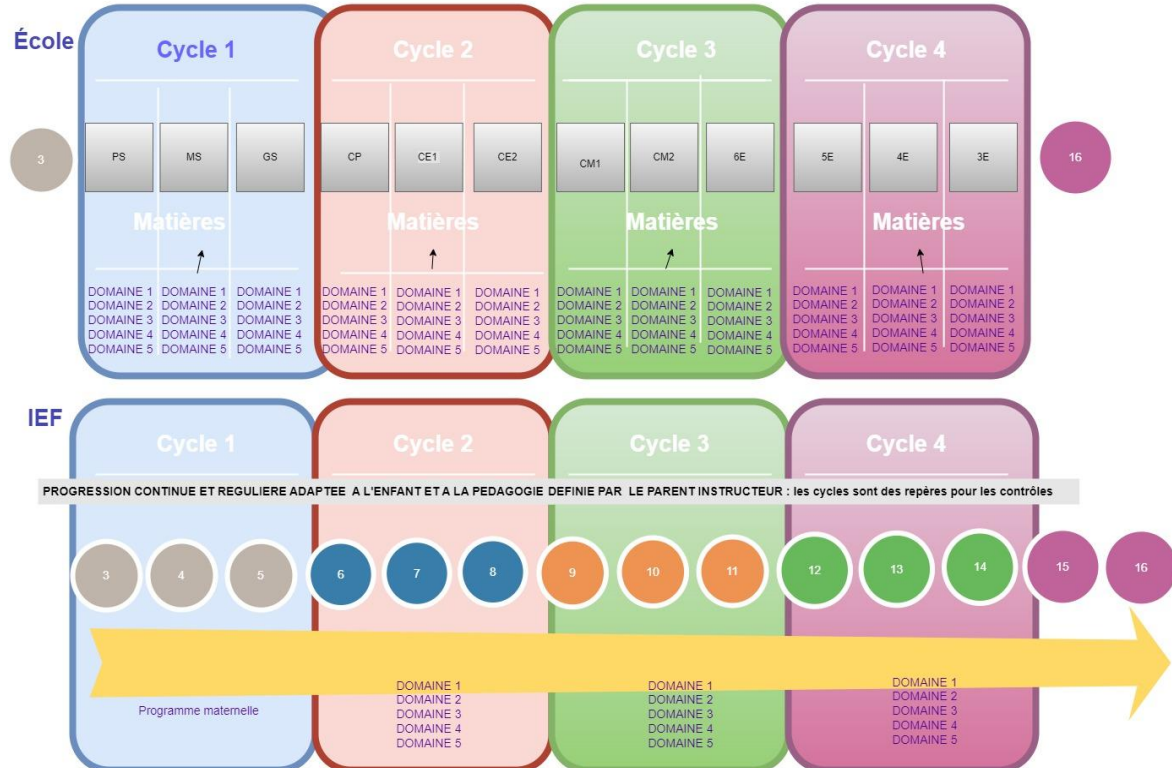 École
Cycle 1 Cycle 2 Cycle 3 Cycle 4
3 PS MS GS CP CE1 CE2 CM1 CM2 6E 5E 4E 3E 16
Matières Matières Matières Matières
DOMAINE 1 DOMAINE 1 DOMAINE 1 DOMAINE 1 DOMAINE 1 DOMAINE 1 DOMAINE 1 DOMAINE 1 DOMAINE 1 DOMAINE 1 DOMAINE 1 DOMAINE 1
DOMAINE 2 DOMAINE 2 DOMAINE 2 DOMAINE 2 DOMAINE 2 DOMAINE 2 DOMAINE 2 DOMAINE 2 DOMAINE 2 DOMAINE 2 DOMAINE 2 DOMAINE 2
DOMAINE 3 DOMAINE 3 DOMAINE 3 DOMAINE 3 DOMAINE 3 DOMAINE 3 DOMAINE 3 DOMAINE 3 DOMAINE 3 DOMAINE 3 DOMAINE 3 DOMAINE 3
DOMAINE 4 DOMAINE 4 DOMAINE 4 DOMAINE 4 DOMAINE 4 DOMAINE 4 DOMAINE 4 DOMAINE 4 DOMAINE 4 DOMAINE 4 DOMAINE 4 DOMAINE 4
DOMAINE 5 DOMAINE 5 DOMAINE 5 DOMAINE 5 DOMAINE 5 DOMAINE 5 DOMAINE 5 DOMAINE 5 DOMAINE 5 DOMAINE 5 DOMAINE 5 DOMAINE 5
IEF
Cycle 1 Cycle 2 Cycle 3 Cycle 4
PROGRESSION CONTINUE ET REGULIERE ADAPTEE A L'ENFANT ET A LA PEDAGOGIE DEFINIE PAR LE PARENT INSTRUCTEUR : les cycles sont des repères pour les contrôles
3 4 5 6 7 8 9 10 11 12 13 14 15 16
Programme maternelle
DOMAINE 1 DOMAINE 1 DOMAINE 1
DOMAINE 2 DOMAINE 2 DOMAINE 2
DOMAINE 3 DOMAINE 3 DOMAINE 3
DOMAINE 4 DOMAINE 4 DOMAINE 4
DOMAINE 5 DOMAINE 5 DOMAINE 5